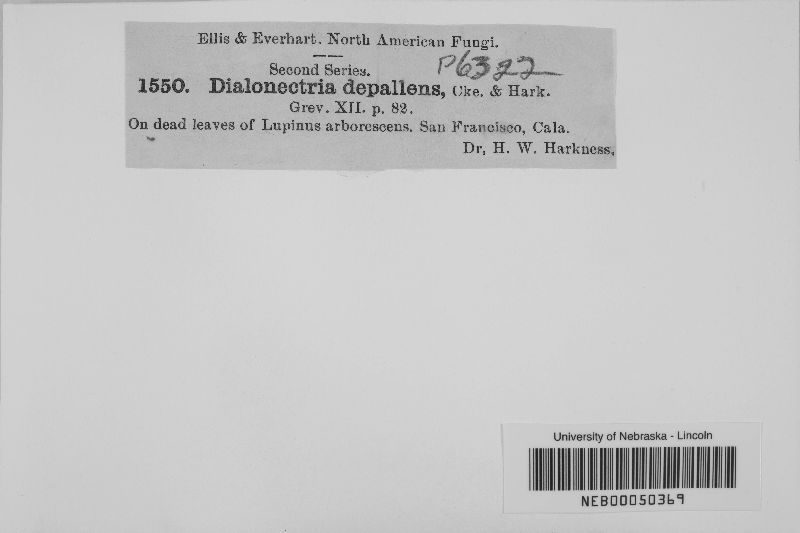 Ellis & Everhart. North American Fungi.
Second Series.
P6322
1550. Dialonectria depallens, Cke. & Hark.
Grev. XII. p. 82.
On dead leaves of Lupinus arborescens. San Francisco, Cala.
Dr, H. W. Harkness.
University of Nebraska - Lincoln
NEB00050369